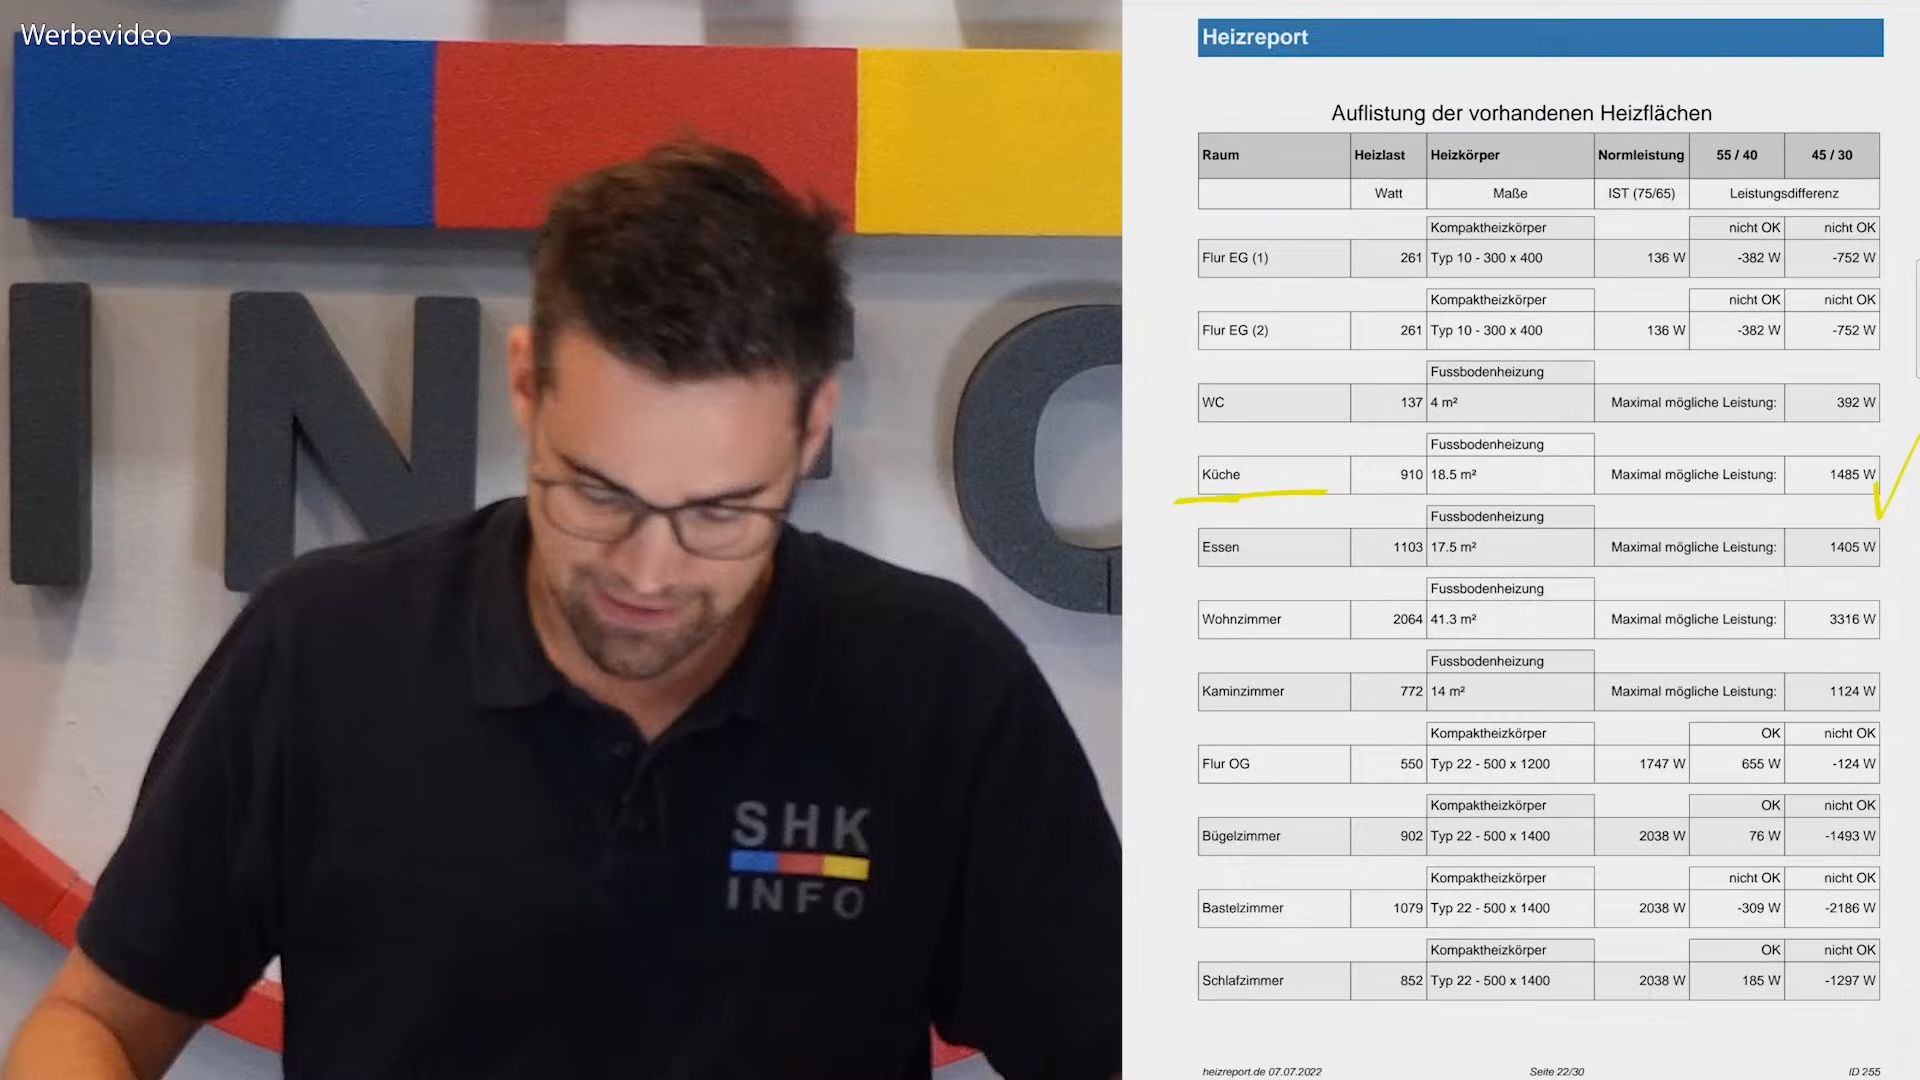 Werbevideo
INFO
SHK
INFO
Heizreport
Auflistung der vorhandenen Heizflächen
Raum Heizlast Heizkörper Normleistung 55 / 40 45 / 30
Watt Maße IST (75/65) Leistungsdifferenz
Kompaktheizkörper nicht OK nicht OK
Flur EG (1) 261 Typ 10 - 300 x 400 136 W -382 W -752 W
Kompaktheizkörper nicht OK nicht OK
Flur EG (2) 261 Typ 10 - 300 x 400 136 W -382 W -752 W
Fussbodenheizung
WC 137 4 m² Maximal mögliche Leistung: 392 W
Fussbodenheizung
Küche 910 18.5 m² Maximal mögliche Leistung: 1485 W
Fussbodenheizung
Essen 1103 17.5 m² Maximal mögliche Leistung: 1405 W
Fussbodenheizung
Wohnzimmer 2064 41.3 m² Maximal mögliche Leistung: 3316 W
Fussbodenheizung
Kaminzimmer 772 14 m² Maximal mögliche Leistung: 1124 W
Kompaktheizkörper OK nicht OK
Flur OG 550 Typ 22 - 500 x 1200 1747 W 655 W -124 W
Kompaktheizkörper OK nicht OK
Bügelzimmer 902 Typ 22 - 500 x 1400 2038 W 76 W -1493 W
Kompaktheizkörper nicht OK nicht OK
Bastelzimmer 1079 Typ 22 - 500 x 1400 2038 W -309 W -2186 W
Kompaktheizkörper OK nicht OK
Schlafzimmer 852 Typ 22 - 500 x 1400 2038 W 185 W -1297 W
heizreport.de 07.07.2022 Seite 22/30 ID 255